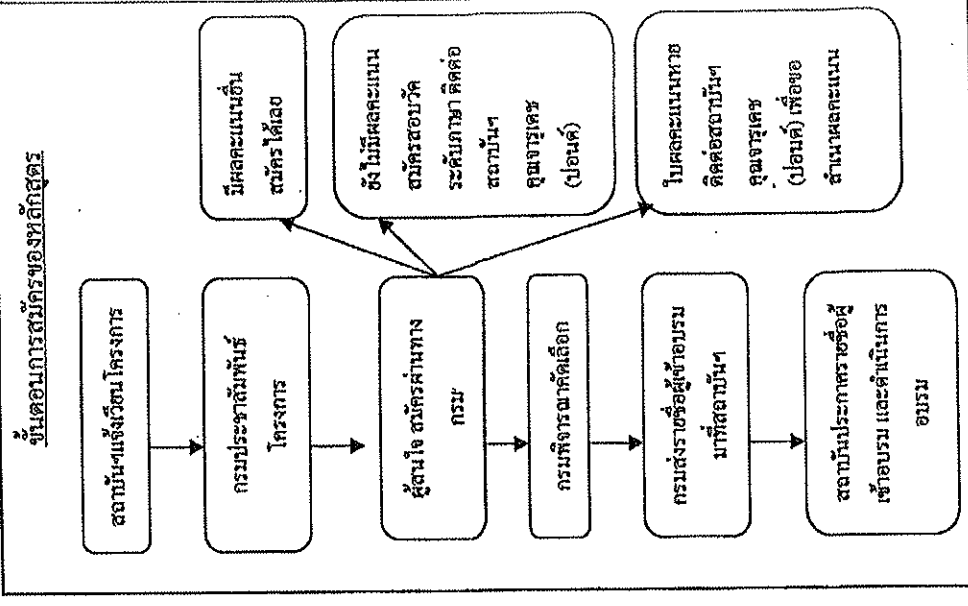 ขั้นตอนการสมัครของหลักสูตร
สถาบันฯแจ้งเวียนโครงการ
กรมประชาสัมพันธ์
โครงการ
ผู้สนใจ สมัครผ่านทาง
กรม
กรมพิจารณาคัดเลือก
กรมส่งรายชื่อผู้เข้าอบรม
มาที่สถาบันฯ
สถาบันประกาศรายชื่อผู้
เข้าอบรม และดำเนินการ
อบรม
มีผลคะแนนยื่น
สมัครได้เลย
ยังไม่มีผลคะแนน
สมัครสอบวัด
ระดับภาษา ติดต่อ
สถาบันฯ
คุณจารุเดช
(ปอนด์)
ใบผลคะแนนหาย
ติดต่อสถาบันฯ
คุณจารุเดช
(ปอนด์) เพื่อขอ
สำเนาผลคะแนน